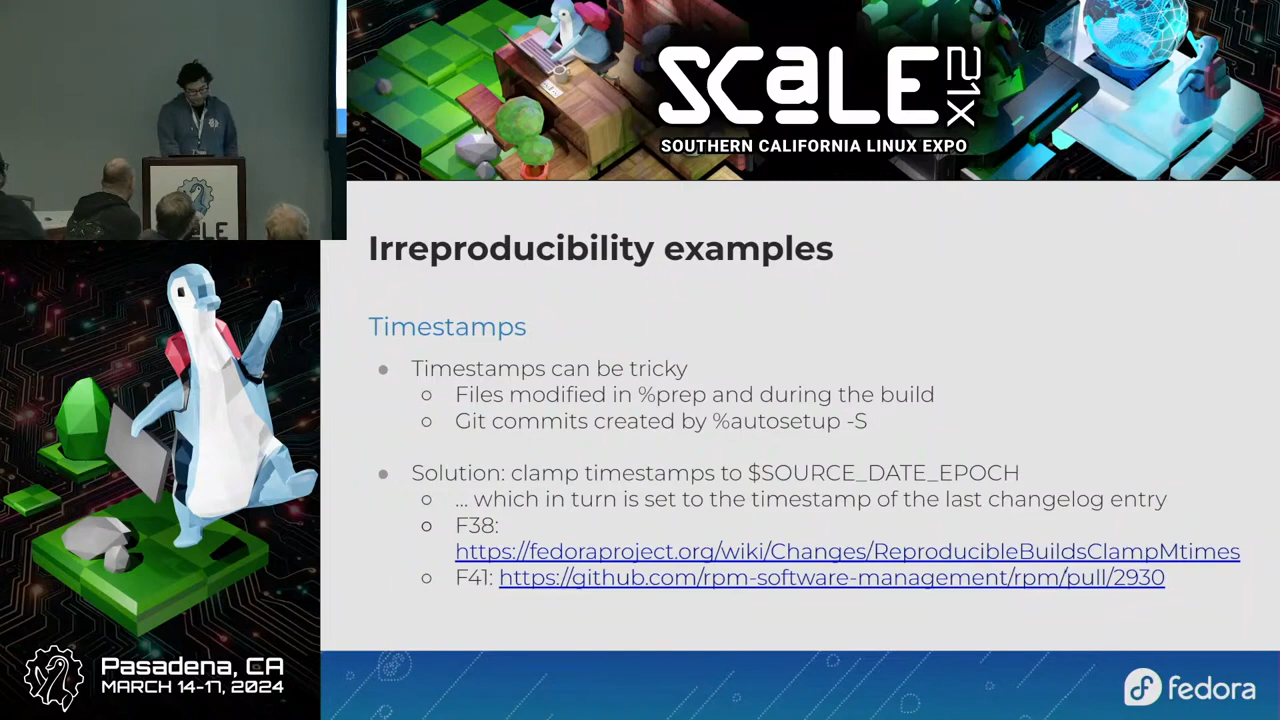 SCaLE 21x
SOUTHERN CALIFORNIA LINUX EXPO
Irreproducibility examples
Timestamps
● Timestamps can be tricky
○ Files modified in %prep and during the build
○ Git commits created by %autosetup -S
● Solution: clamp timestamps to $SOURCE_DATE_EPOCH
○ ... which in turn is set to the timestamp of the last changelog entry
○ F38:
https://fedoraproject.org/wiki/Changes/ReproducibleBuildsClampMtimes
○ F41: https://github.com/rpm-software-management/rpm/pull/2930
Pasadena, CA
MARCH 14-17, 2024
fedora